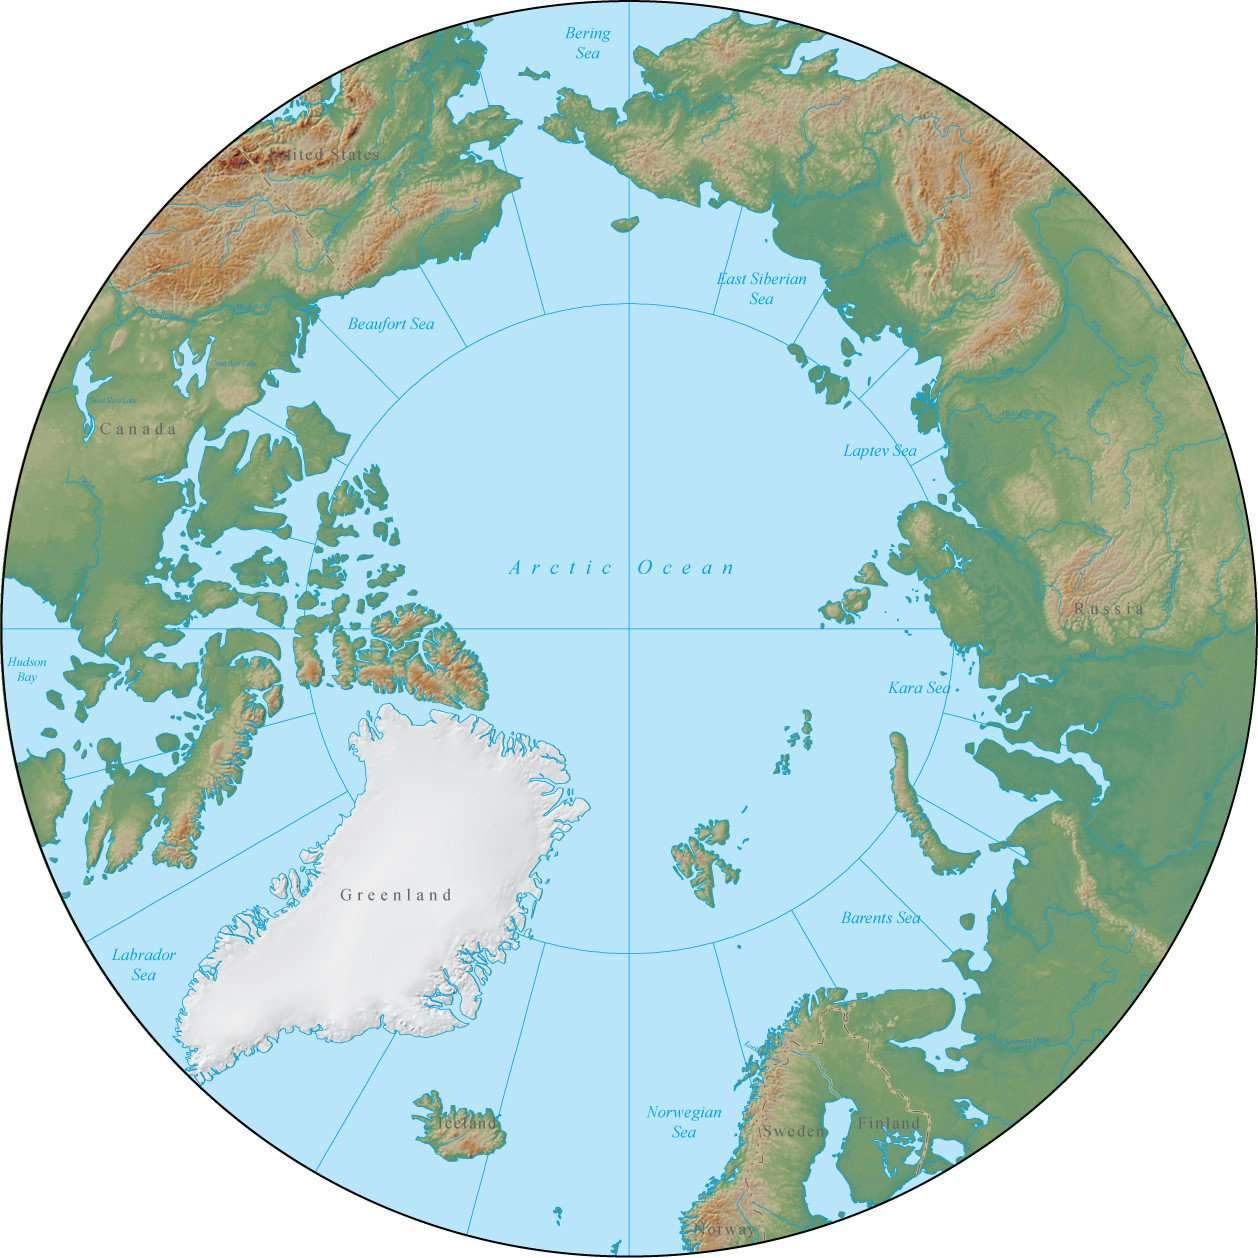 Bering
Sea
United States
East Siberian
Sea
Beaufort Sea
Canada
Laptev Sea
Arctic Ocean
Russia
Hudson
Bay
Kara Sea
Greenland
Barents Sea
Labrador
Sea
Iceland
Norwegian
Sea
Sweden
Finland
Norway